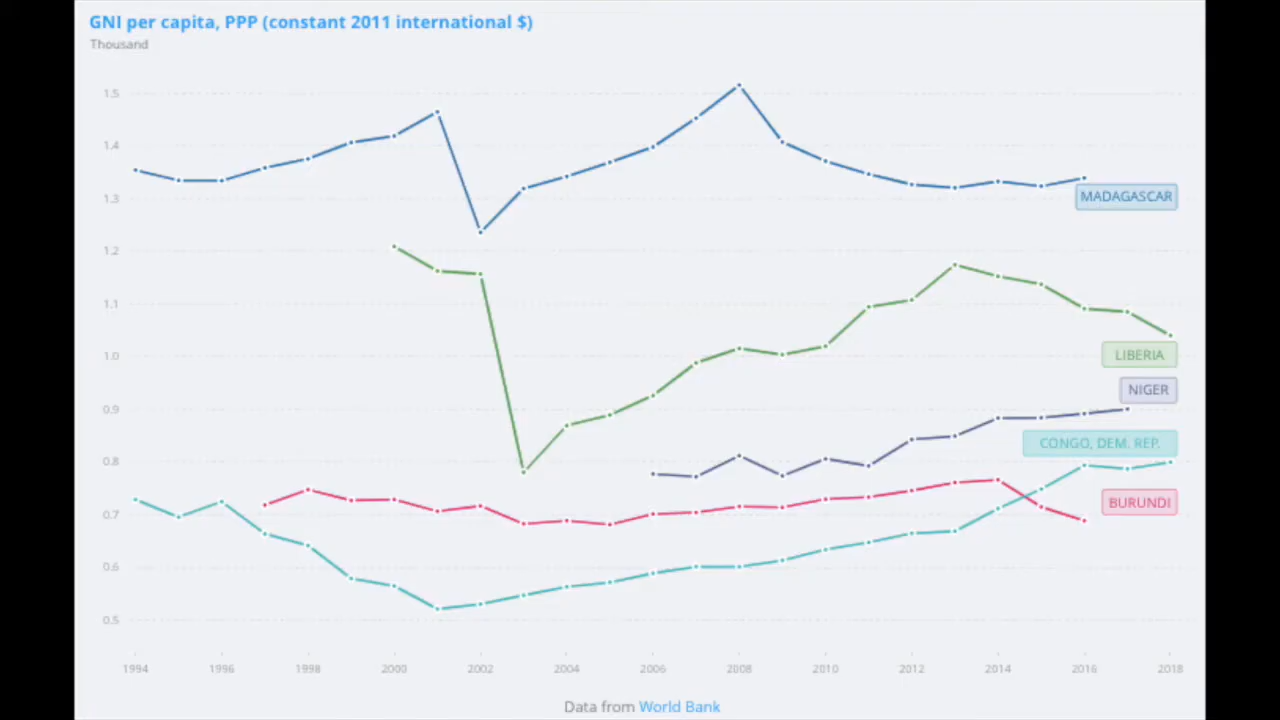 GNI per capita, PPP (constant 2011 international $)
Thousand
1.5
1.4
1.3
MADAGASCAR
1.2
1.1
1.0
LIBERIA
NIGER
0.9
CONGO, DEM. REP.
0.8
BURUNDI
0.7
0.6
0.5
1994 1996 1998 2000 2002 2004 2006 2008 2010 2012 2014 2016 2018
Data from World Bank